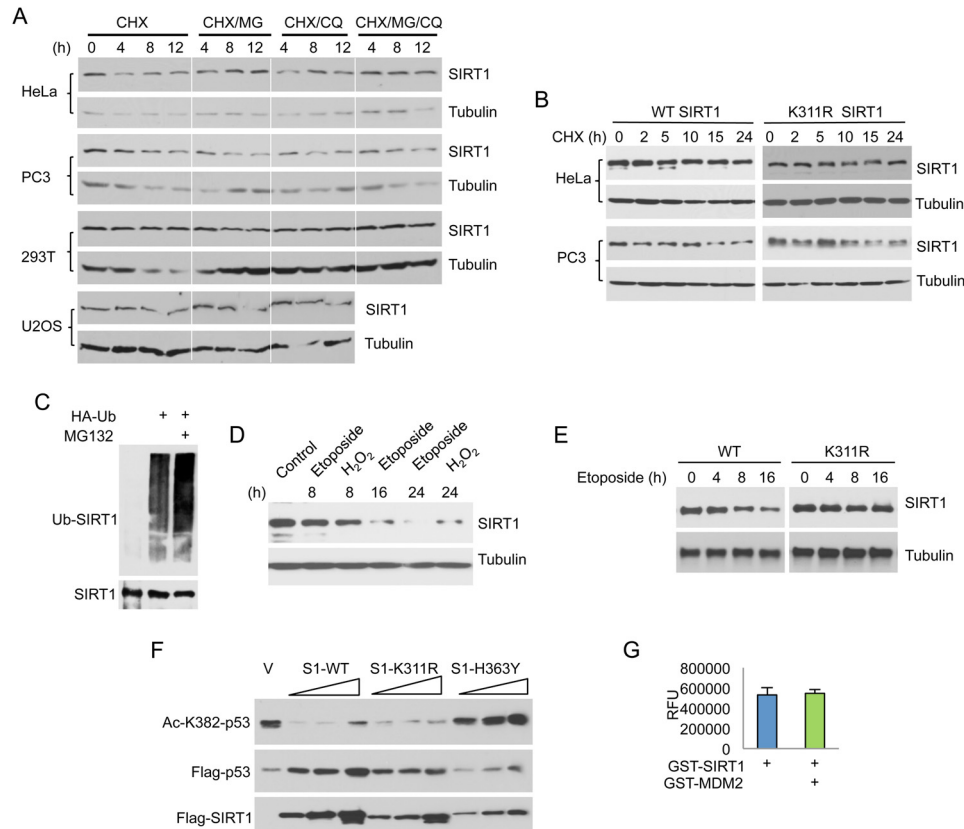 A
CHX CHX/MG CHX/CQ CHX/MG/CQ
(h) 0 4 8 12 4 8 12 4 8 12 4 8 12
HeLa
SIRT1
Tubulin
PC3
SIRT1
Tubulin
293T
SIRT1
Tubulin
U2OS
SIRT1
Tubulin
B
WT SIRT1 K311R SIRT1
CHX (h) 0 2 5 10 15 24 0 2 5 10 15 24
HeLa
SIRT1
Tubulin
PC3
SIRT1
Tubulin
C
HA-Ub + +
MG132 +
Ub-SIRT1
SIRT1
D
Control Etoposide H2O2 Etoposide Etoposide H2O2
(h) 8 8 16 24 24
SIRT1
Tubulin
E
WT K311R
Etoposide (h) 0 4 8 16 0 4 8 16
SIRT1
Tubulin
F
V S1-WT S1-K311R S1-H363Y
Ac-K382-p53
Flag-p53
Flag-SIRT1
G
RFU
800000
600000
400000
200000
0
GST-SIRT1 + +
GST-MDM2 +